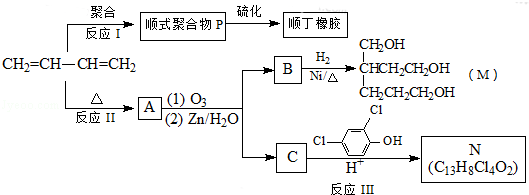 聚合 反应 I 顺式聚合物 P 硫化 顺丁橡胶
CH₂=CH—CH=CH₂
△ 反应 II A (1) O₃ (2) Zn/H₂O
B H₂ Ni/△
CH₂OH
CHCH₂CH₂OH
CH₂CH₂CH₂OH
(M)
C Cl Cl OH H⁺ 反应 III
N
(C₁₃H₈Cl₄O₂)